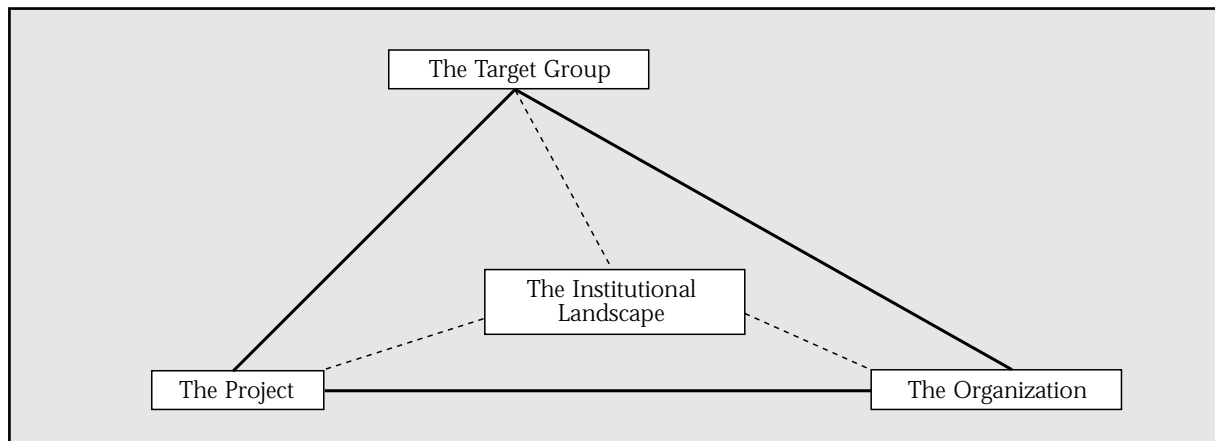 The Target Group
The Institutional
Landscape
The Project
The Organization